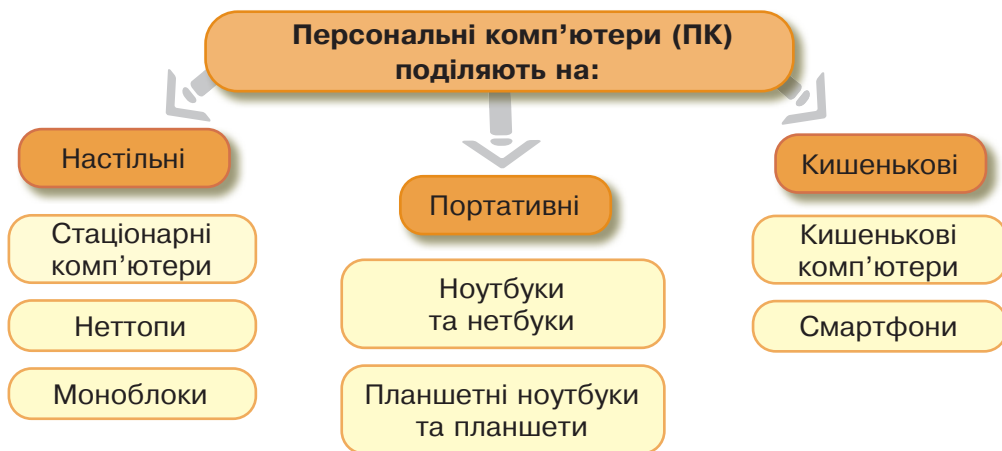 Персональні комп’ютери (ПК)
поділяють на:
Настільні
Стаціонарні
комп’ютери
Неттопи
Моноблоки
Портативні
Ноутбуки
та нетбуки
Планшетні ноутбуки
та планшети
Кишенькові
Кишенькові
комп’ютери
Смартфони